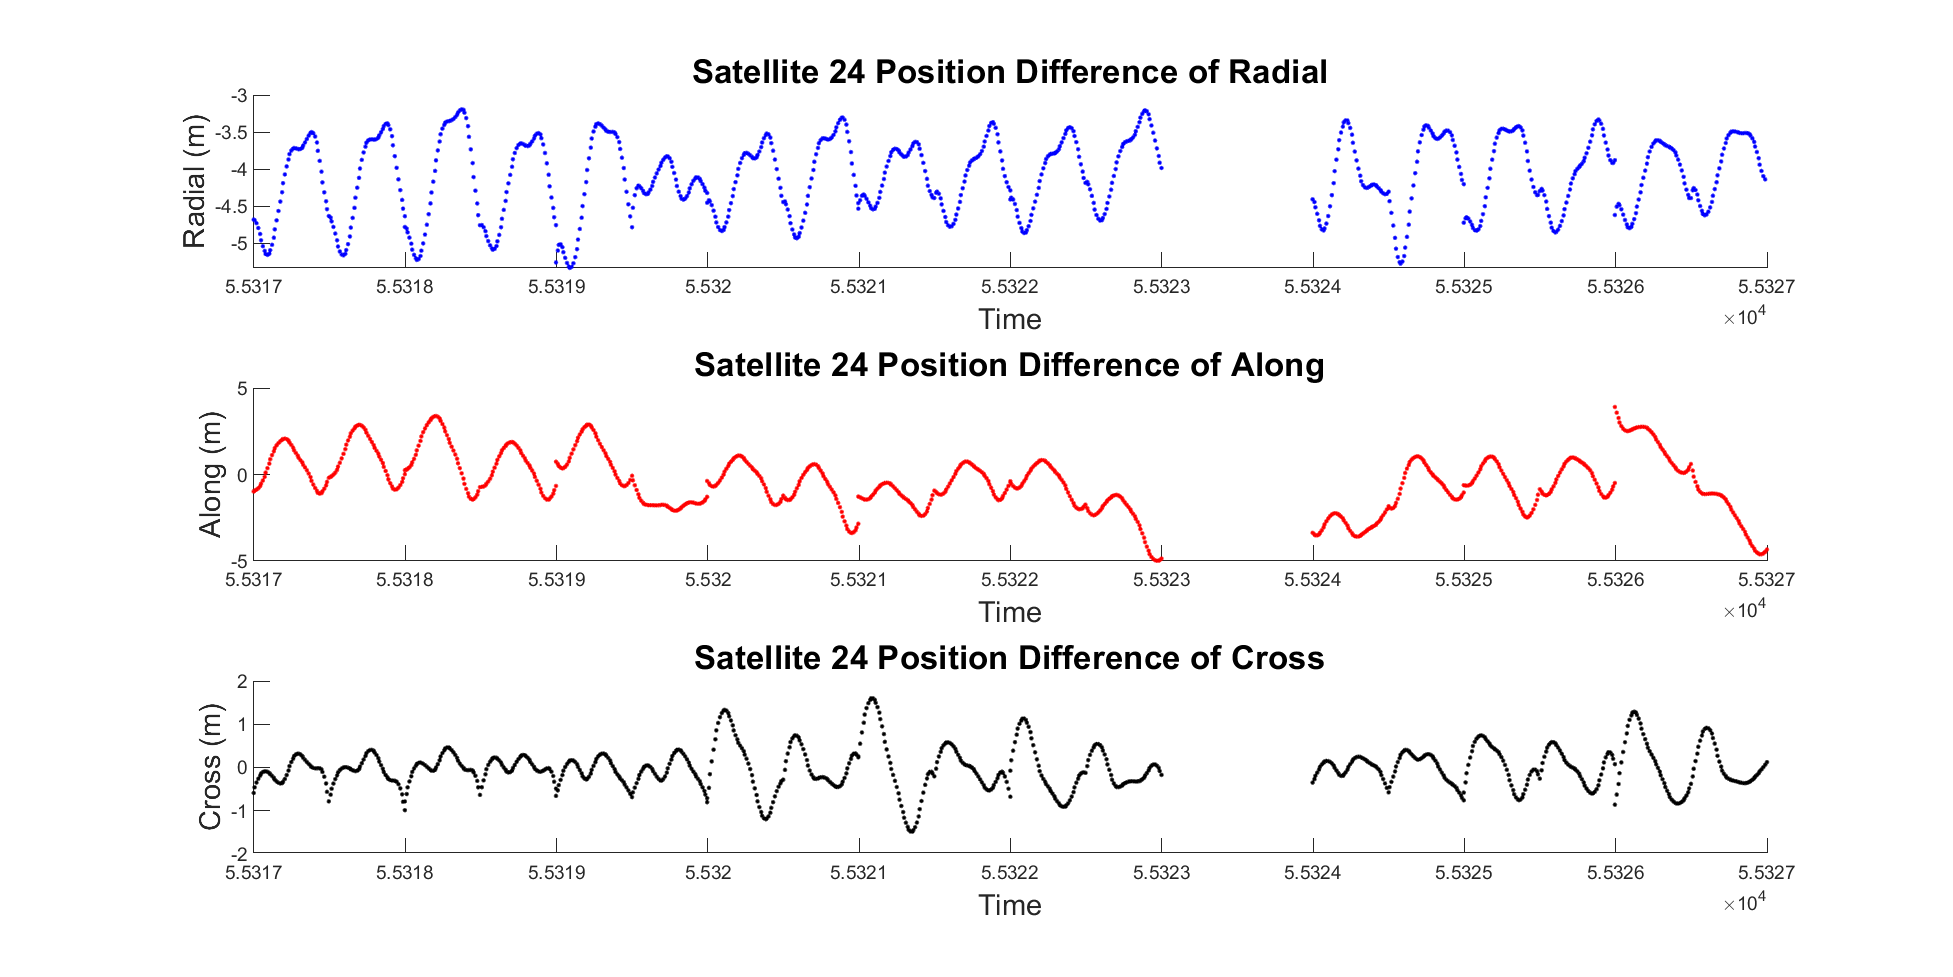 Satellite 24 Position Difference of Radial
Radial (m)
-3
-3.5
-4
-4.5
-5
5.5317 5.5318 5.5319 5.532 5.5321 5.5322 5.5323 5.5324 5.5325 5.5326 5.5327
Time
×10^4
Satellite 24 Position Difference of Along
Along (m)
5
0
-5
5.5317 5.5318 5.5319 5.532 5.5321 5.5322 5.5323 5.5324 5.5325 5.5326 5.5327
Time
×10^4
Satellite 24 Position Difference of Cross
Cross (m)
2
1
0
-1
-2
5.5317 5.5318 5.5319 5.532 5.5321 5.5322 5.5323 5.5324 5.5325 5.5326 5.5327
Time
×10^4